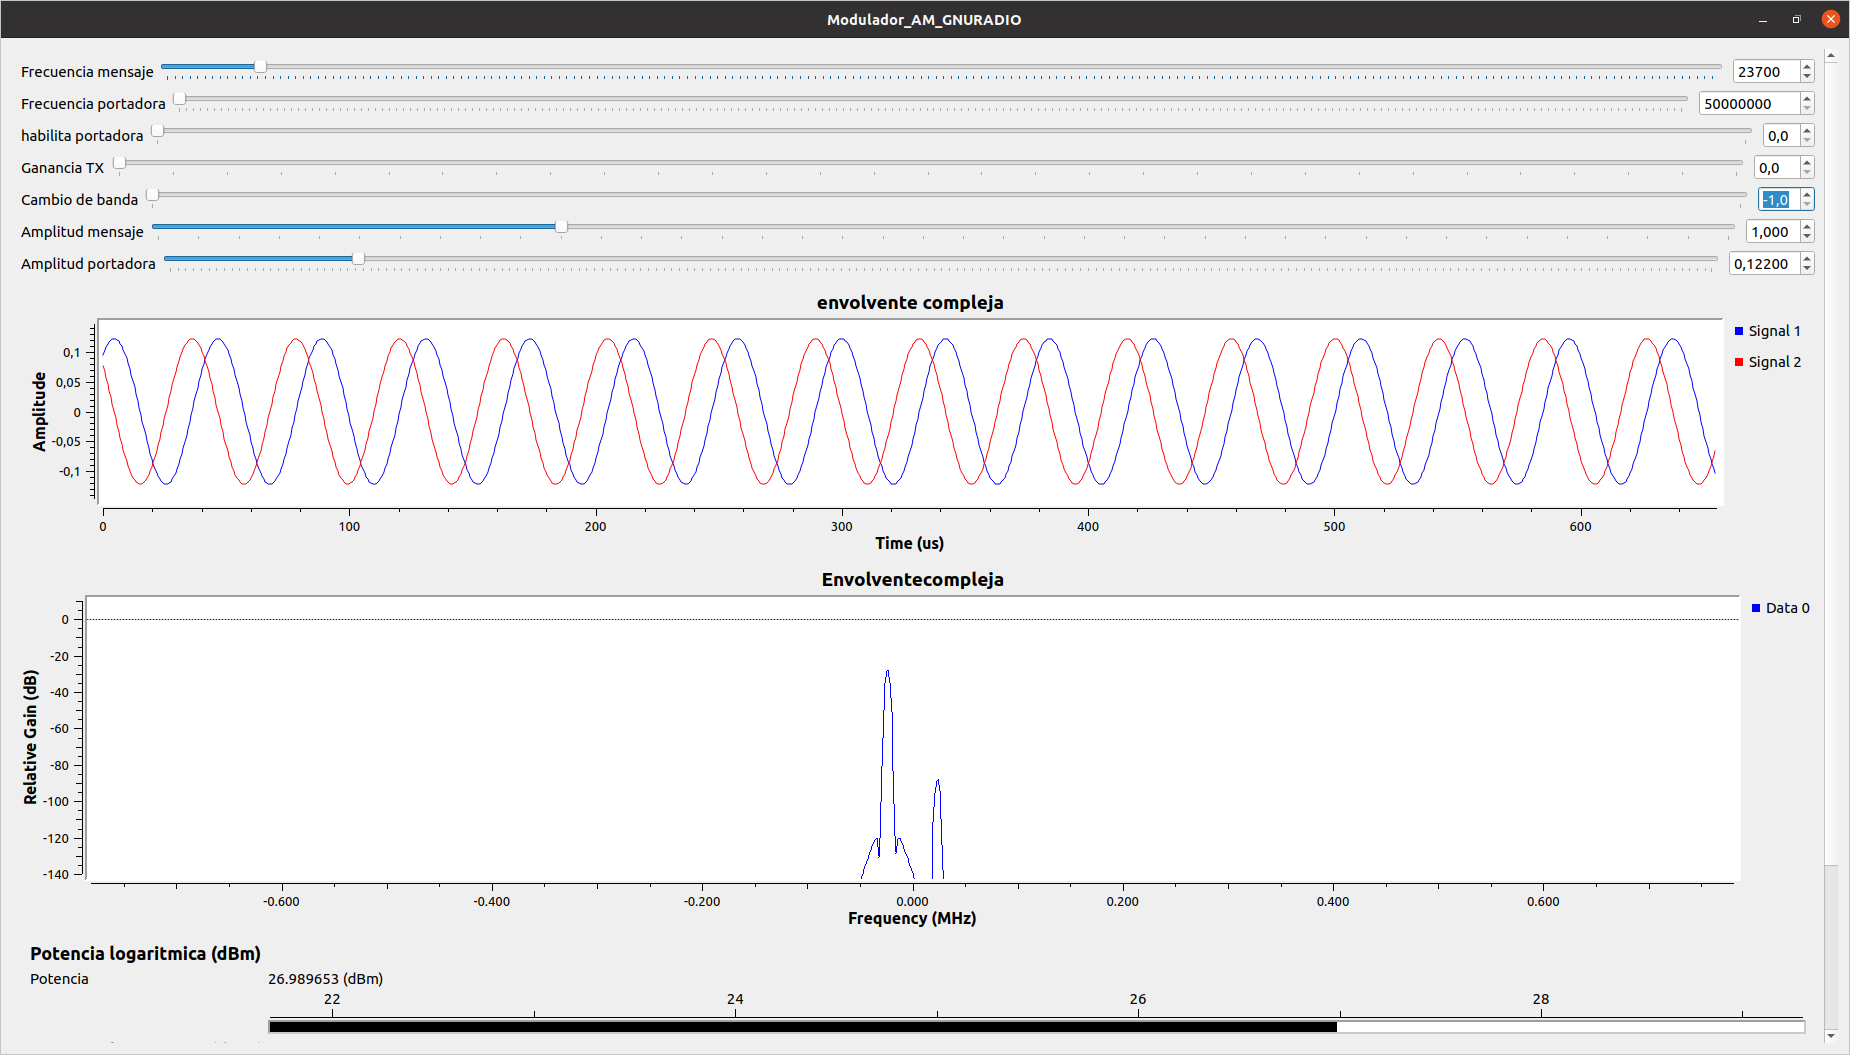 Modulador_AM_GNURADIO
Frecuencia mensaje 23700
Frecuencia portadora 50000000
habilita portadora 0,0
Ganancia TX 0,0
Cambio de banda -1,0
Amplitud mensaje 1,000
Amplitud portadora 0,12200
envolvente compleja
Signal 1
Signal 2
Amplitude
0,1
0,05
0
-0,05
-0,1
0 100 200 300 400 500 600
Time (us)
Envolventecompleja
Data 0
Relative Gain (dB)
0
-20
-40
-60
-80
-100
-120
-140
-0.600 -0.400 -0.200 0.000 0.200 0.400 0.600
Frequency (MHz)
Potencia logaritmica (dBm)
Potencia 26.989653 (dBm)
22 24 26 28